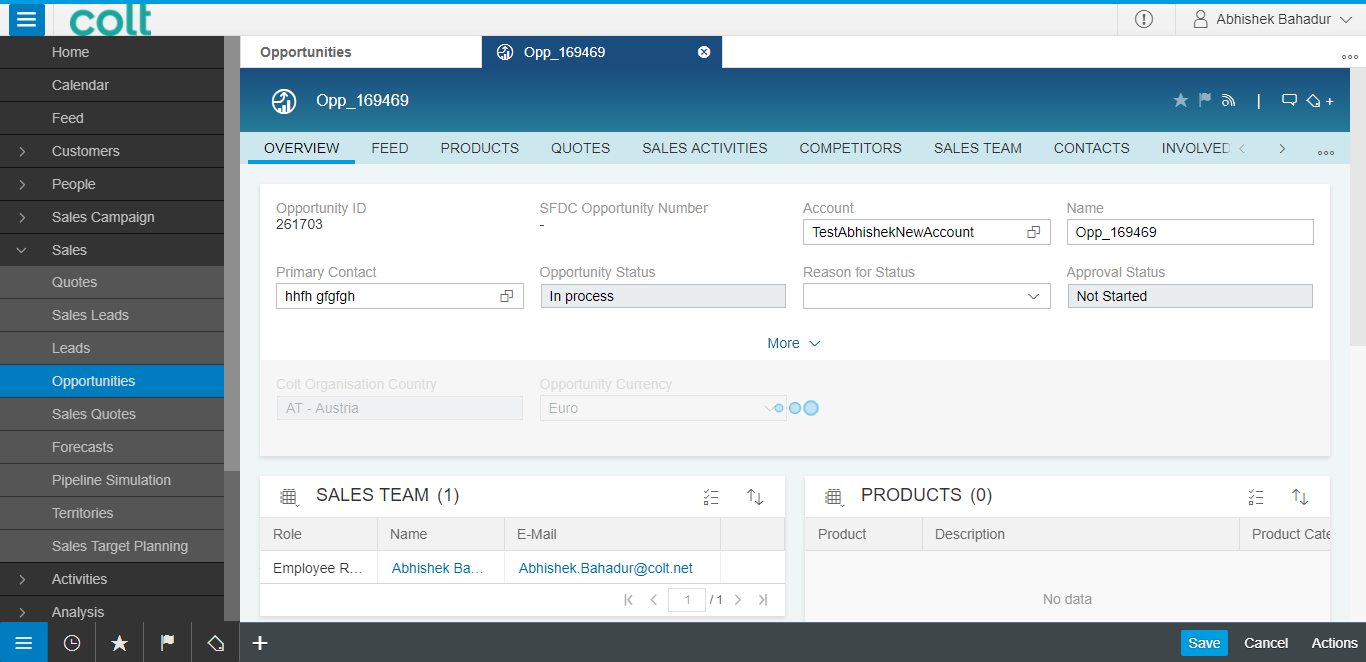 colt
Abhishek Bahadur
Home
Calendar
Feed
Customers
People
Sales Campaign
Sales
Quotes
Sales Leads
Leads
Opportunities
Sales Quotes
Forecasts
Pipeline Simulation
Territories
Sales Target Planning
Activities
Analysis
Opportunities Opp_169469
Opp_169469
OVERVIEW FEED PRODUCTS QUOTES SALES ACTIVITIES COMPETITORS SALES TEAM CONTACTS INVOLVED
Opportunity ID SFDC Opportunity Number Account Name
261703 - TestAbhishekNewAccount Opp_169469
Primary Contact Opportunity Status Reason for Status Approval Status
hhfh gfgfgh In process Not Started
More
Colt Organisation Country Opportunity Currency
AT - Austria Euro
SALES TEAM (1)
Role Name E-Mail
Employee R... Abhishek Ba... Abhishek.Bahadur@colt.net
1 / 1
PRODUCTS (0)
Product Description Product Cate
No data
Save Cancel Actions